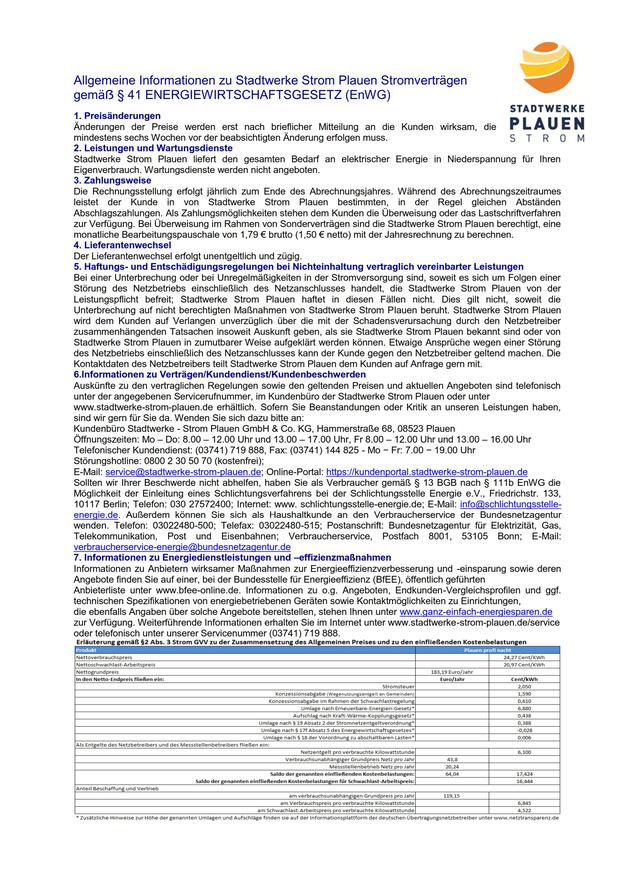 Allgemeine Informationen zu Stadtwerke Strom Plauen Stromverträgen
gemäß § 41 ENERGIEWIRTSCHAFTSGESETZ (EnWG)
STADTWERKE
PLAUEN
STROM
1. Preisänderungen
Änderungen der Preise werden erst nach brieflicher Mitteilung an die Kunden wirksam, die
mindestens sechs Wochen vor der beabsichtigten Änderung erfolgen muss.
2. Leistungen und Wartungsdienste
Stadtwerke Strom Plauen liefert den gesamten Bedarf an elektrischer Energie in Niederspannung für Ihren
Eigenverbrauch. Wartungsdienste werden nicht angeboten.
3. Zahlungsweise
Die Rechnungsstellung erfolgt jährlich zum Ende des Abrechnungsjahres. Während des Abrechnungszeitraumes
leistet der Kunde in von Stadtwerke Strom Plauen bestimmten, in der Regel gleichen Abständen
Abschlagszahlungen. Als Zahlungsmöglichkeiten stehen dem Kunden die Überweisung oder das Lastschriftverfahren
zur Verfügung. Bei Überweisung im Rahmen von Sonderverträgen sind die Stadtwerke Strom Plauen berechtigt, eine
monatliche Bearbeitungspauschale von 1,79 € brutto (1,50 € netto) mit der Jahresrechnung zu berechnen.
4. Lieferantenwechsel
Der Lieferantenwechsel erfolgt unentgeltlich und zügig.
5. Haftungs- und Entschädigungsregelungen bei Nichteinhaltung vertraglich vereinbarter Leistungen
Bei einer Unterbrechung oder bei Unregelmäßigkeiten in der Stromversorgung sind, soweit es sich um Folgen einer
Störung des Netzbetriebs einschließlich des Netzanschlusses handelt, die Stadtwerke Strom Plauen von der
Leistungspflicht befreit; Stadtwerke Strom Plauen haftet in diesen Fällen nicht. Dies gilt nicht, soweit die
Unterbrechung auf nicht berechtigten Maßnahmen von Stadtwerke Strom Plauen beruht. Stadtwerke Strom Plauen
wird dem Kunden auf Verlangen unverzüglich über die mit der Schadensverursachung durch den Netzbetreiber
zusammenhängenden Tatsachen insoweit Auskunft geben, als sie Stadtwerke Strom Plauen bekannt sind oder von
Stadtwerke Strom Plauen in zumutbarer Weise aufgeklärt werden können. Etwaige Ansprüche wegen einer Störung
des Netzbetriebs einschließlich des Netzanschlusses kann der Kunde gegen den Netzbetreiber geltend machen. Die
Kontaktdaten des Netzbetreibers teilt Stadtwerke Strom Plauen dem Kunden auf Anfrage gern mit.
6.Informationen zu Verträgen/Kundendienst/Kundenbeschwerden
Auskünfte zu den vertraglichen Regelungen sowie den geltenden Preisen und aktuellen Angeboten sind telefonisch
unter der angegebenen Servicerufnummer, im Kundenbüro der Stadtwerke Strom Plauen oder unter
www.stadtwerke-strom-plauen.de erhältlich. Sofern Sie Beanstandungen oder Kritik an unseren Leistungen haben,
sind wir gern für Sie da. Wenden Sie sich dazu bitte an:
Kundenbüro Stadtwerke - Strom Plauen GmbH & Co. KG, Hammerstraße 68, 08523 Plauen
Öffnungszeiten: Mo – Do: 8.00 – 12.00 Uhr und 13.00 – 17.00 Uhr, Fr 8.00 – 12.00 Uhr und 13.00 – 16.00 Uhr
Telefonischer Kundendienst: (03741) 719 888, Fax: (03741) 144 825 - Mo – Fr: 7.00 – 19.00 Uhr
Störungshotline: 0800 2 30 50 70 (kostenfrei);
E-Mail: service@stadtwerke-strom-plauen.de; Online-Portal: https://kundenportal.stadtwerke-strom-plauen.de
Sollten wir Ihrer Beschwerde nicht abhelfen, haben Sie als Verbraucher gemäß § 13 BGB nach § 111b EnWG die
Möglichkeit der Einleitung eines Schlichtungsverfahrens bei der Schlichtungsstelle Energie e.V., Friedrichstr. 133,
10117 Berlin; Telefon: 030 27572400; Internet: www. schlichtungsstelle-energie.de; E-Mail: info@schlichtungsstelle-
energie.de. Außerdem können Sie sich als Haushaltkunde an den Verbraucherservice der Bundesnetzagentur
wenden. Telefon: 03022480-500; Telefax: 03022480-515; Postanschrift: Bundesnetzagentur für Elektrizität, Gas,
Telekommunikation, Post und Eisenbahnen; Verbraucherservice, Postfach 8001, 53105 Bonn; E-Mail:
verbraucherservice-energie@bundesnetzagentur.de
7. Informationen zu Energiedienstleistungen und –effizienzmaßnahmen
Informationen zu Anbietern wirksamer Maßnahmen zur Energieeffizienzverbesserung und -einsparung sowie deren
Angebote finden Sie auf einer, bei der Bundesstelle für Energieeffizienz (BfEE), öffentlich geführten
Anbieterliste unter www.bfee-online.de. Informationen zu o.g. Angeboten, Endkunden-Vergleichsprofilen und ggf.
technischen Spezifikationen von energiebetriebenen Geräten sowie Kontaktmöglichkeiten zu Einrichtungen,
die ebenfalls Angaben über solche Angebote bereitstellen, stehen Ihnen unter www.ganz-einfach-energiesparen.de
zur Verfügung. Weiterführende Informationen erhalten Sie im Internet unter www.stadtwerke-strom-plauen.de/service
oder telefonisch unter unserer Servicenummer (03741) 719 888.
Erläuterung gemäß §2 Abs. 3 Strom GVV zu der Zusammensetzung des Allgemeinen Preises und zu den einfließenden Kostenbelastungen
Produkt Plauen profi nacht
Nettoverbrauchspreis 24,27 Cent/KWh
Nettoschwachlast-Arbeitspreis 20,97 Cent/KWh
Nettogrundpreis 183,19 Euro/Jahr
In den Netto-Endpreis fließen ein: Euro/Jahr Cent/KWh
Stromsteuer 2,050
Konzessionsabgabe (Wegenutzungsentgelt an Gemeinden) 1,590
Konzessionsabgabe im Rahmen der Schwachlastregelung 0,610
Umlage nach Erneuerbare-Energien-Gesetz* 6,880
Aufschlag nach Kraft-Wärme-Kopplungsgesetz* 0,438
Umlage nach § 19 Absatz 2 der Stromnetzentgeltverordnung* 0,388
Umlage nach § 17f Absatz 5 des Energiewirtschaftsgesetzes* -0,028
Umlage nach § 18 der Verordnung zu abschaltbaren Lasten* 0,006
Als Entgelte des Netzbetreibers und des Messstellenbetreibers fließen ein:
Netzentgelt pro verbrauchte Kilowattstunde 6,100
Verbrauchsunabhängiger Grundpreis Netz pro Jahr 43,8
Messstellenbetrieb Netz pro Jahr 20,24
Saldo der genannten einfließenden Kostenbelastungen: 64,04 17,424
Saldo der genannten einfließenden Kostenbelastungen für Schwachlast-Arbeitspreis: 16,444
Anteil Beschaffung und Vertrieb
am verbrauchsunabhängigen Grundpreis pro Jahr 119,15
am Verbrauchspreis pro verbrauchte Kilowattstunde 6,845
am Schwachlast-Arbeitspreis pro verbrauchte Kilowattstunde 4,522
* Zusätzliche Hinweise zur Höhe der genannten Umlagen und Aufschläge finden sie auf der Informationsplattform der deutschen Übertragungsnetzbetreiber unter www.netztransparenz.de